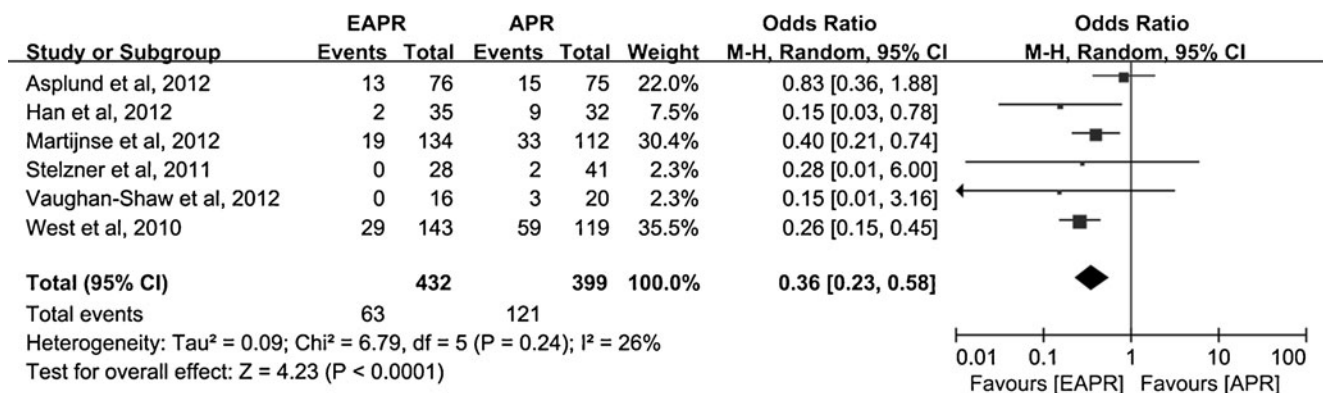 EAPR APR Odds Ratio Odds Ratio
Study or Subgroup Events Total Events Total Weight M-H, Random, 95% CI M-H, Random, 95% CI
Asplund et al, 2012 13 76 15 75 22.0% 0.83 [0.36, 1.88]
Han et al, 2012 2 35 9 32 7.5% 0.15 [0.03, 0.78]
Martijnse et al, 2012 19 134 33 112 30.4% 0.40 [0.21, 0.74]
Stelzner et al, 2011 0 28 2 41 2.3% 0.28 [0.01, 6.00]
Vaughan-Shaw et al, 2012 0 16 3 20 2.3% 0.15 [0.01, 3.16]
West et al, 2010 29 143 59 119 35.5% 0.26 [0.15, 0.45]
Total (95% CI) 432 399 100.0% 0.36 [0.23, 0.58]
Total events 63 121
Heterogeneity: Tau² = 0.09; Chi² = 6.79, df = 5 (P = 0.24); I² = 26%
Test for overall effect: Z = 4.23 (P < 0.0001)
0.01 0.1 1 10 100
Favours [EAPR] Favours [APR]